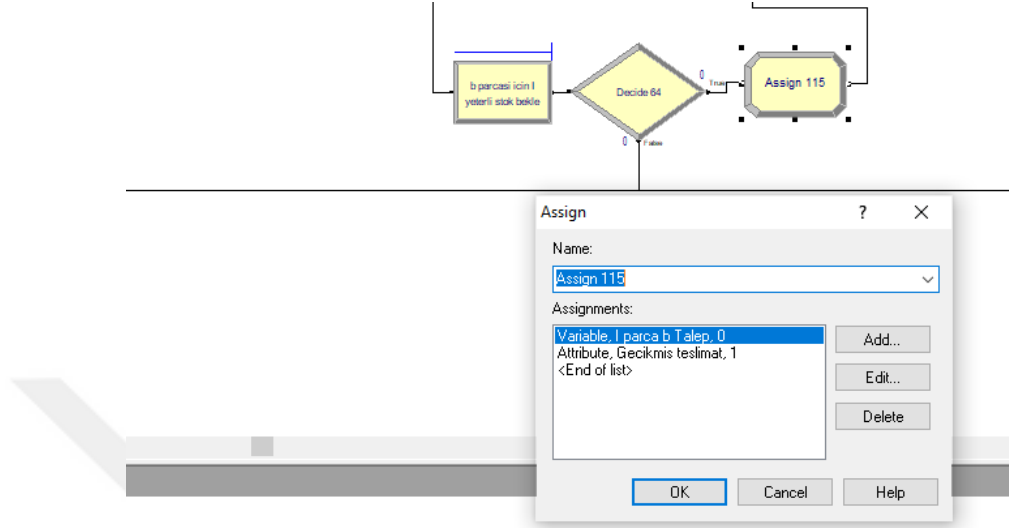 b parcasi icin I
yeterli stok bekle
Decide 64
0
True
Assign 115
0
False
Assign
?
Name:
Assign 115
Assignments:
Variable, I parca b Talep, 0
Attribute, Gecikmis teslimat, 1
<End of list>
Add...
Edit...
Delete
OK
Cancel
Help